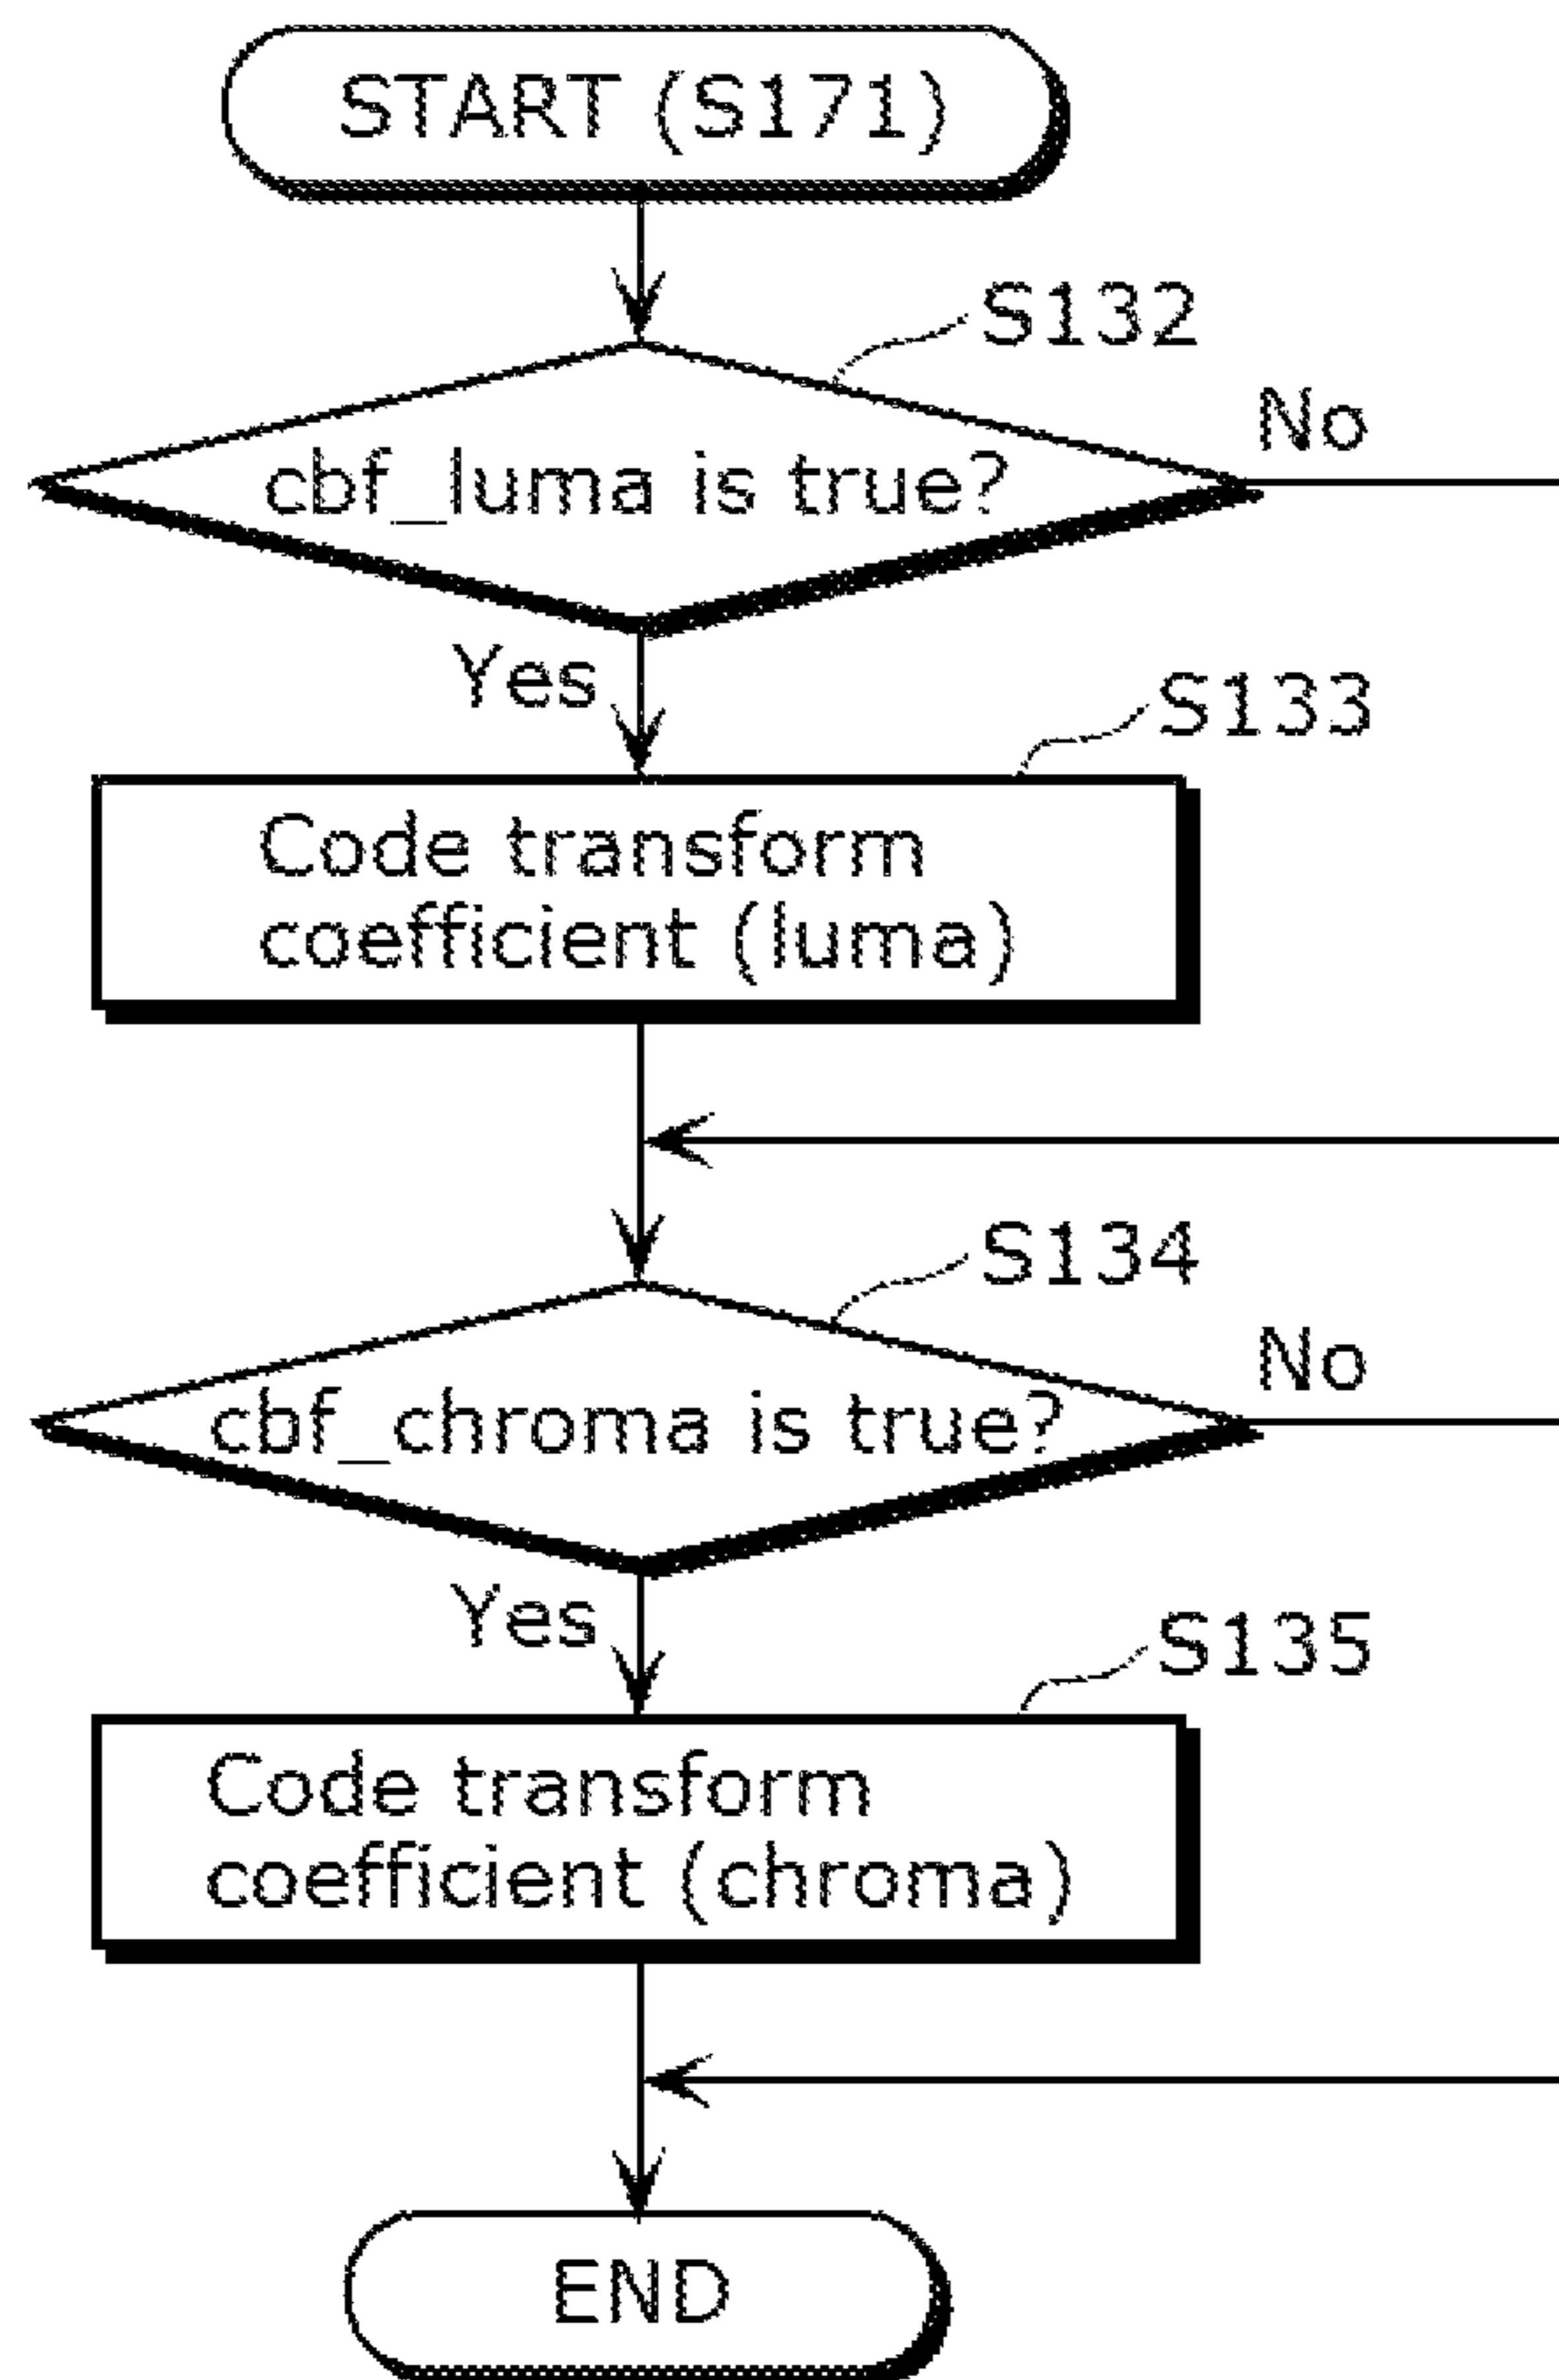 START (S171)
S132
cbf_luma is true?
No
Yes
S133
Code transform
coefficient (luma)
S134
cbf_chroma is true?
No
Yes
S135
Code transform
coefficient (chroma)
END